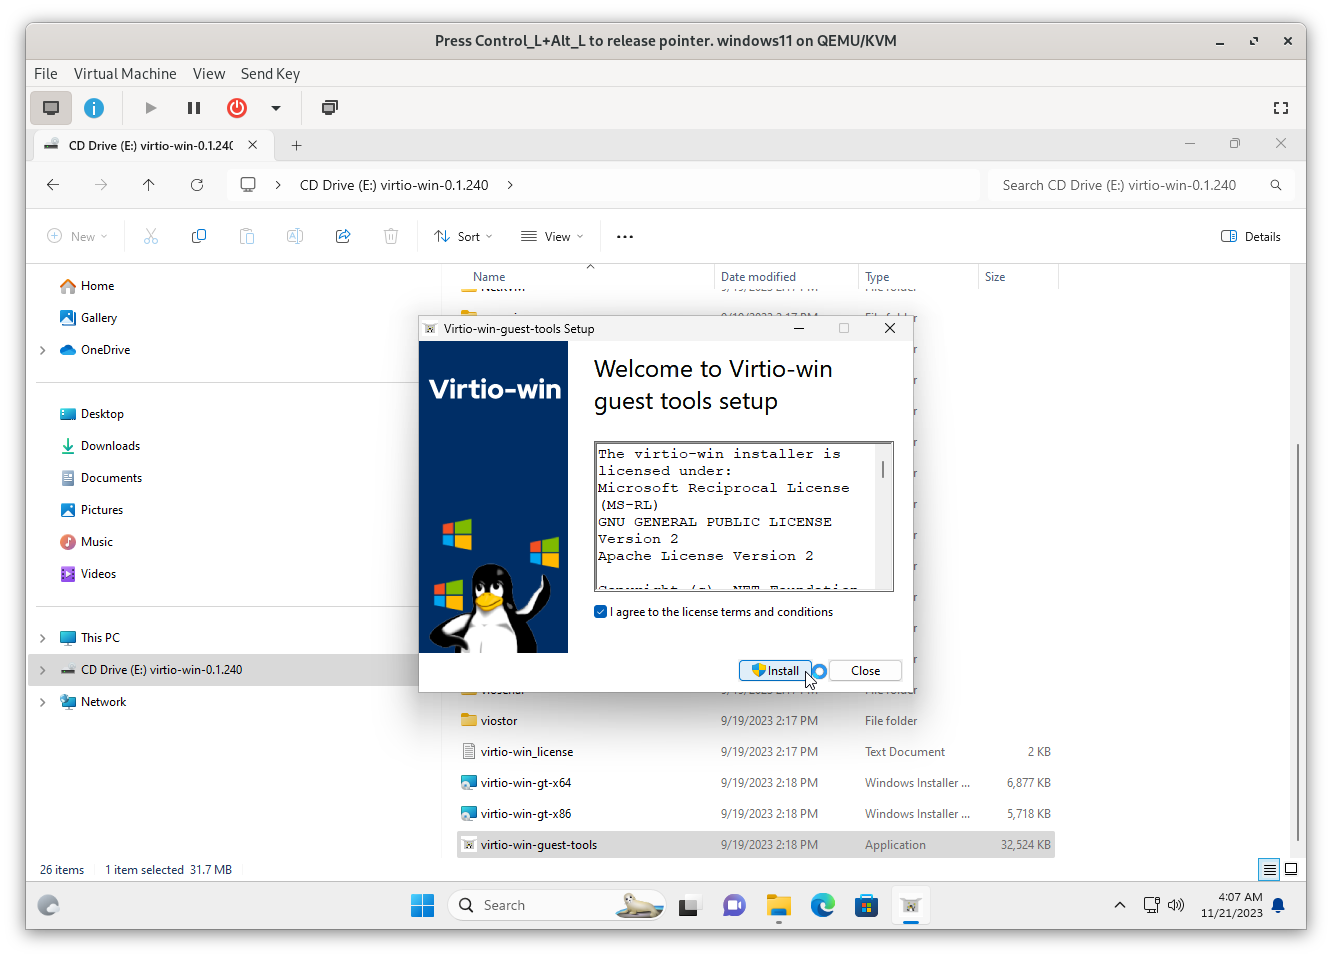 Press Control_L+Alt_L to release pointer. windows11 on QEMU/KVM
File Virtual Machine View Send Key
CD Drive (E:) virtio-win-0.1.240
CD Drive (E:) virtio-win-0.1.240
Search CD Drive (E:) virtio-win-0.1.240
New
Sort
View
Details
Name Date modified Type Size
Home
Gallery
OneDrive
Desktop
Downloads
Documents
Pictures
Music
Videos
This PC
CD Drive (E:) virtio-win-0.1.240
Network
Virtio-win-guest-tools Setup
Virtio-win
Welcome to Virtio-win
guest tools setup
The virtio-win installer is
licensed under:
Microsoft Reciprocal License
(MS-RL)
GNU GENERAL PUBLIC LICENSE
Version 2
Apache License Version 2
I agree to the license terms and conditions
Install
Close
viostor 9/19/2023 2:17 PM File folder
virtio-win_license 9/19/2023 2:17 PM Text Document 2 KB
virtio-win-gt-x64 9/19/2023 2:18 PM Windows Installer ... 6,877 KB
virtio-win-gt-x86 9/19/2023 2:18 PM Windows Installer ... 5,718 KB
virtio-win-guest-tools 9/19/2023 2:18 PM Application 32,524 KB
26 items 1 item selected 31.7 MB
Search
4:07 AM
11/21/2023